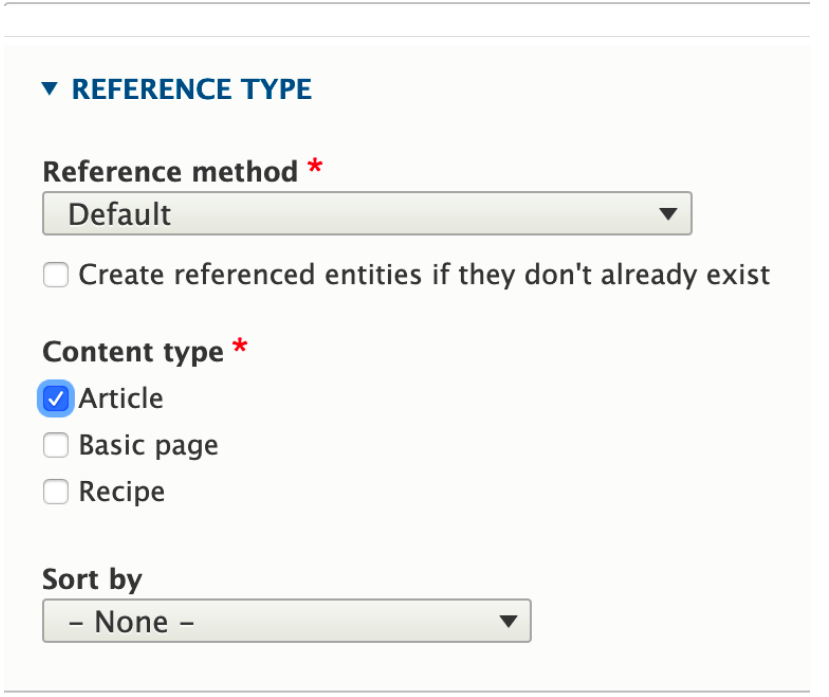 REFERENCE TYPE
Reference method *
Default
Create referenced entities if they don't already exist
Content type *
Article
Basic page
Recipe
Sort by
– None –